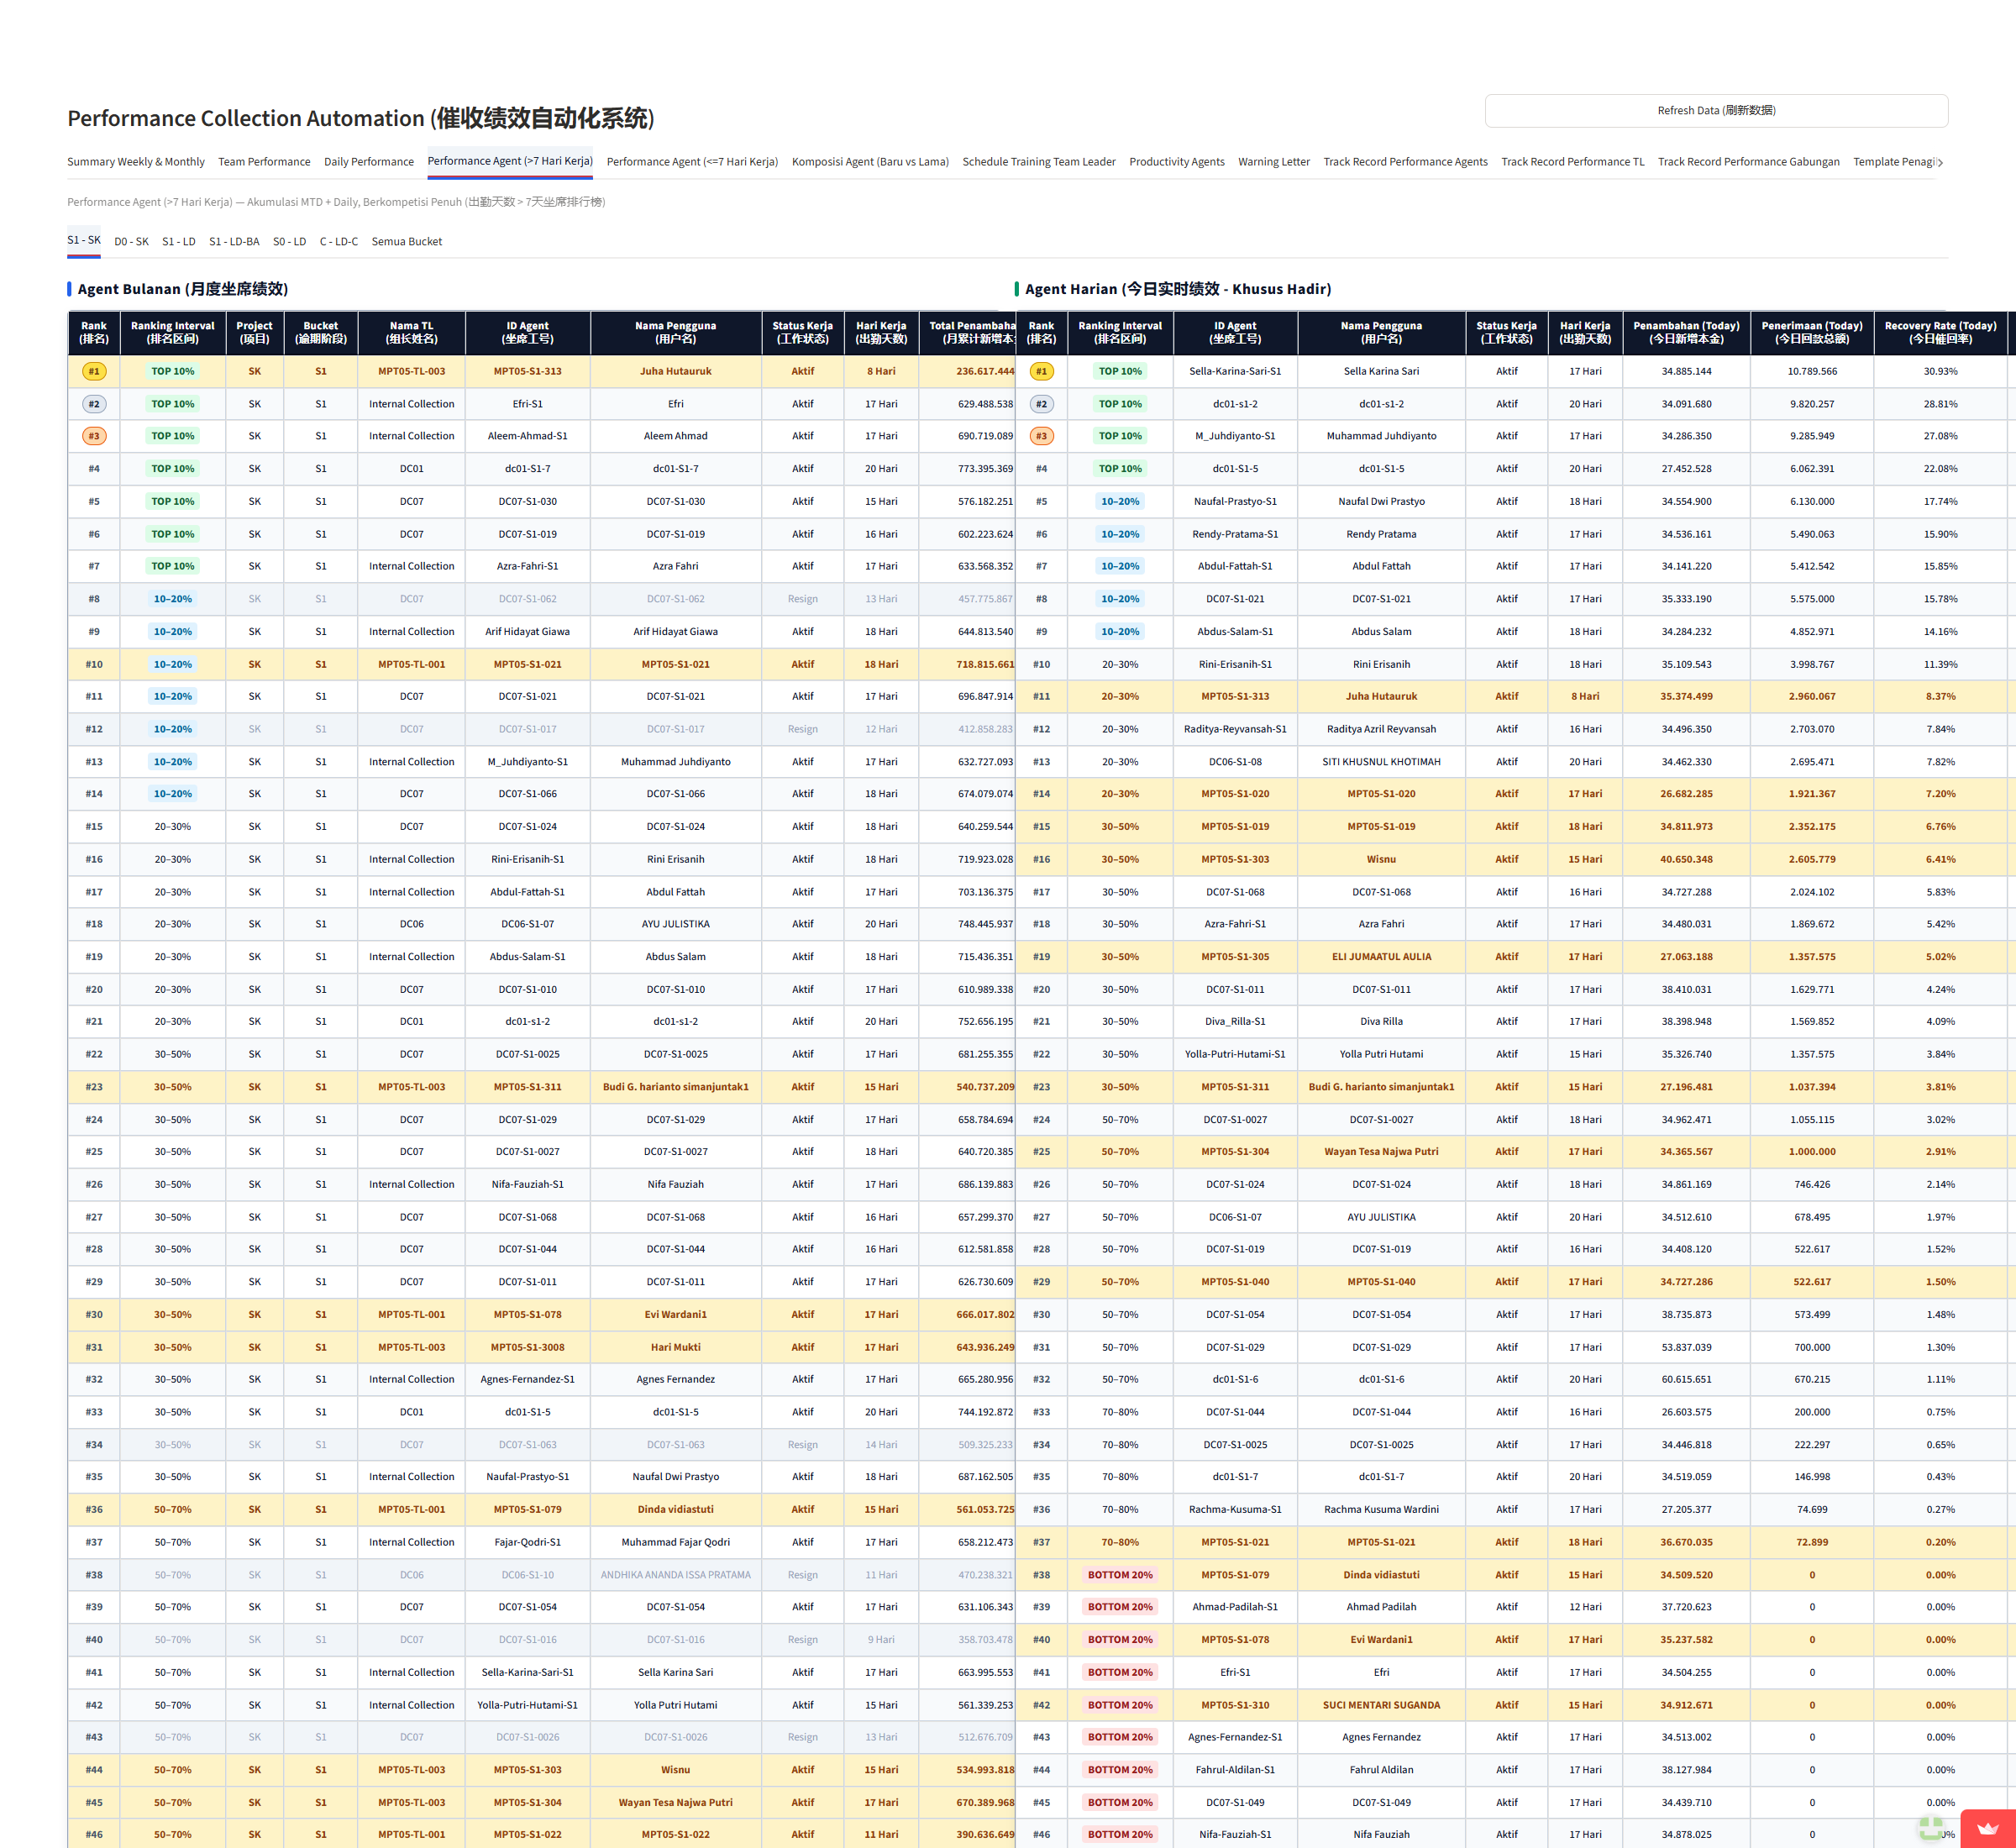 Performance Collection Automation (催收绩效自动化系统)
Refresh Data (刷新数据)
Summary Weekly & Monthly Team Performance Daily Performance Performance Agent (>7 Hari Kerja) Performance Agent (<=7 Hari Kerja) Komposisi Agent (Baru vs Lama) Schedule Training Team Leader Productivity Agents Warning Letter Track Record Performance Agents Track Record Performance TL Track Record Performance Gabungan Template Penagi
Performance Agent (>7 Hari Kerja) — Akumulasi MTD + Daily, Berkompetisi Penuh (出勤天数 > 7天坐席排行榜)
S1 - SK D0 - SK S1 - LD S1 - LD-BA S0 - LD C - LD-C Semua Bucket
Agent Bulanan (月度坐席绩效)
Rank Ranking Interval Project Bucket Nama TL ID Agent Nama Pengguna Status Kerja Hari Kerja Total Penambaha
(排名) (排名区间) (项目) (逾期阶段) (组长姓名) (坐席工号) (用户名) (工作状态) (出勤天数) (月累计新增本
#1 TOP 10% SK S1 MPT05-TL-003 MPT05-S1-313 Juha Hutauruk Aktif 8 Hari 236.617.444
#2 TOP 10% SK S1 Internal Collection Efri-S1 Efri Aktif 17 Hari 629.488.538
#3 TOP 10% SK S1 Internal Collection Aleem-Ahmad-S1 Aleem Ahmad Aktif 17 Hari 690.719.089
#4 TOP 10% SK S1 DC01 dc01-S1-7 dc01-S1-7 Aktif 20 Hari 773.395.369
#5 TOP 10% SK S1 DC07 DC07-S1-030 DC07-S1-030 Aktif 15 Hari 576.182.251
#6 TOP 10% SK S1 DC07 DC07-S1-019 DC07-S1-019 Aktif 16 Hari 602.223.624
#7 TOP 10% SK S1 Internal Collection Azra-Fahri-S1 Azra Fahri Aktif 17 Hari 633.568.352
#8 10–20% SK S1 DC07 DC07-S1-062 DC07-S1-062 Resign 13 Hari 457.775.867
#9 10–20% SK S1 Internal Collection Arif Hidayat Giawa Arif Hidayat Giawa Aktif 18 Hari 644.813.540
#10 10–20% SK S1 MPT05-TL-001 MPT05-S1-021 MPT05-S1-021 Aktif 18 Hari 718.815.661
#11 10–20% SK S1 DC07 DC07-S1-021 DC07-S1-021 Aktif 17 Hari 696.847.914
#12 10–20% SK S1 DC07 DC07-S1-017 DC07-S1-017 Resign 12 Hari 412.858.283
#13 10–20% SK S1 Internal Collection M_Juhdiyanto-S1 Muhammad Juhdiyanto Aktif 17 Hari 632.727.093
#14 10–20% SK S1 DC07 DC07-S1-066 DC07-S1-066 Aktif 18 Hari 674.079.074
#15 20–30% SK S1 DC07 DC07-S1-024 DC07-S1-024 Aktif 18 Hari 640.259.544
#16 20–30% SK S1 Internal Collection Rini-Erisanih-S1 Rini Erisanih Aktif 18 Hari 719.923.028
#17 20–30% SK S1 Internal Collection Abdul-Fattah-S1 Abdul Fattah Aktif 17 Hari 703.136.375
#18 20–30% SK S1 DC06 DC06-S1-07 AYU JULISTIKA Aktif 20 Hari 748.445.937
#19 20–30% SK S1 Internal Collection Abdus-Salam-S1 Abdus Salam Aktif 18 Hari 715.436.351
#20 20–30% SK S1 DC07 DC07-S1-010 DC07-S1-010 Aktif 17 Hari 610.989.338
#21 20–30% SK S1 DC01 dc01-s1-2 dc01-s1-2 Aktif 20 Hari 752.656.195
#22 30–50% SK S1 DC07 DC07-S1-0025 DC07-S1-0025 Aktif 17 Hari 681.255.355
#23 30–50% SK S1 MPT05-TL-003 MPT05-S1-311 Budi G. harianto simanjuntak1 Aktif 15 Hari 540.737.209
#24 30–50% SK S1 DC07 DC07-S1-029 DC07-S1-029 Aktif 17 Hari 658.784.694
#25 30–50% SK S1 DC07 DC07-S1-0027 DC07-S1-0027 Aktif 18 Hari 640.720.385
#26 30–50% SK S1 Internal Collection Nifa-Fauziah-S1 Nifa Fauziah Aktif 17 Hari 686.139.883
#27 30–50% SK S1 DC07 DC07-S1-068 DC07-S1-068 Aktif 16 Hari 657.299.370
#28 30–50% SK S1 DC07 DC07-S1-044 DC07-S1-044 Aktif 16 Hari 612.581.858
#29 30–50% SK S1 DC07 DC07-S1-011 DC07-S1-011 Aktif 17 Hari 626.730.609
#30 30–50% SK S1 MPT05-TL-001 MPT05-S1-078 Evi Wardani1 Aktif 17 Hari 666.017.802
#31 30–50% SK S1 MPT05-TL-003 MPT05-S1-3008 Hari Mukti Aktif 17 Hari 643.936.249
#32 30–50% SK S1 Internal Collection Agnes-Fernandez-S1 Agnes Fernandez Aktif 17 Hari 665.280.956
#33 30–50% SK S1 DC01 dc01-S1-5 dc01-S1-5 Aktif 20 Hari 744.192.872
#34 30–50% SK S1 DC07 DC07-S1-063 DC07-S1-063 Resign 14 Hari 509.325.233
#35 30–50% SK S1 Internal Collection Naufal-Prastyo-S1 Naufal Dwi Prastyo Aktif 18 Hari 687.162.505
#36 50–70% SK S1 MPT05-TL-001 MPT05-S1-079 Dinda vidiastuti Aktif 15 Hari 561.053.725
#37 50–70% SK S1 Internal Collection Fajar-Qodri-S1 Muhammad Fajar Qodri Aktif 17 Hari 658.212.473
#38 50–70% SK S1 DC06 DC06-S1-10 ANDHIKA ANANDA ISSA PRATAMA Resign 11 Hari 470.238.321
#39 50–70% SK S1 DC07 DC07-S1-054 DC07-S1-054 Aktif 17 Hari 631.106.343
#40 50–70% SK S1 DC07 DC07-S1-016 DC07-S1-016 Resign 9 Hari 358.703.478
#41 50–70% SK S1 Internal Collection Sella-Karina-Sari-S1 Sella Karina Sari Aktif 17 Hari 663.995.553
#42 50–70% SK S1 Internal Collection Yolla-Putri-Hutami-S1 Yolla Putri Hutami Aktif 15 Hari 561.339.253
#43 50–70% SK S1 DC07 DC07-S1-0026 DC07-S1-0026 Resign 13 Hari 512.676.709
#44 50–70% SK S1 MPT05-TL-003 MPT05-S1-303 Wisnu Aktif 15 Hari 534.993.818
#45 50–70% SK S1 MPT05-TL-003 MPT05-S1-304 Wayan Tesa Najwa Putri Aktif 17 Hari 670.389.968
#46 50–70% SK S1 MPT05-TL-001 MPT05-S1-022 MPT05-S1-022 Aktif 11 Hari 390.636.649
Agent Harian (今日实时绩效 - Khusus Hadir)
Rank Ranking Interval ID Agent Nama Pengguna Status Kerja Hari Kerja Penambahan (Today) Penerimaan (Today) Recovery Rate (Today)
(排名) (排名区间) (坐席工号) (用户名) (工作状态) (出勤天数) (今日新增本金) (今日回款总额) (今日催回率)
#1 TOP 10% Sella-Karina-Sari-S1 Sella Karina Sari Aktif 17 Hari 34.885.144 10.789.566 30.93%
#2 TOP 10% dc01-s1-2 dc01-s1-2 Aktif 20 Hari 34.091.680 9.820.257 28.81%
#3 TOP 10% M_Juhdiyanto-S1 Muhammad Juhdiyanto Aktif 17 Hari 34.286.350 9.285.949 27.08%
#4 TOP 10% dc01-S1-5 dc01-S1-5 Aktif 20 Hari 27.452.528 6.062.391 22.08%
#5 10–20% Naufal-Prastyo-S1 Naufal Dwi Prastyo Aktif 18 Hari 34.554.900 6.130.000 17.74%
#6 10–20% Rendy-Pratama-S1 Rendy Pratama Aktif 17 Hari 34.536.161 5.490.063 15.90%
#7 10–20% Abdul-Fattah-S1 Abdul Fattah Aktif 17 Hari 34.141.220 5.412.542 15.85%
#8 10–20% DC07-S1-021 DC07-S1-021 Aktif 17 Hari 35.333.190 5.575.000 15.78%
#9 10–20% Abdus-Salam-S1 Abdus Salam Aktif 18 Hari 34.284.232 4.852.971 14.16%
#10 20–30% Rini-Erisanih-S1 Rini Erisanih Aktif 18 Hari 35.109.543 3.998.767 11.39%
#11 20–30% MPT05-S1-313 Juha Hutauruk Aktif 8 Hari 35.374.499 2.960.067 8.37%
#12 20–30% Raditya-Reyvansah-S1 Raditya Azril Reyvansah Aktif 16 Hari 34.496.350 2.703.070 7.84%
#13 20–30% DC06-S1-08 SITI KHUSNUL KHOTIMAH Aktif 20 Hari 34.462.330 2.695.471 7.82%
#14 20–30% MPT05-S1-020 MPT05-S1-020 Aktif 17 Hari 26.682.285 1.921.367 7.20%
#15 30–50% MPT05-S1-019 MPT05-S1-019 Aktif 18 Hari 34.811.973 2.352.175 6.76%
#16 30–50% MPT05-S1-303 Wisnu Aktif 15 Hari 40.650.348 2.605.779 6.41%
#17 30–50% DC07-S1-068 DC07-S1-068 Aktif 16 Hari 34.727.288 2.024.102 5.83%
#18 30–50% Azra-Fahri-S1 Azra Fahri Aktif 17 Hari 34.480.031 1.869.672 5.42%
#19 30–50% MPT05-S1-305 ELI JUMAATUL AULIA Aktif 17 Hari 27.063.188 1.357.575 5.02%
#20 30–50% DC07-S1-011 DC07-S1-011 Aktif 17 Hari 38.410.031 1.629.771 4.24%
#21 30–50% Diva_Rilla-S1 Diva Rilla Aktif 17 Hari 38.398.948 1.569.852 4.09%
#22 30–50% Yolla-Putri-Hutami-S1 Yolla Putri Hutami Aktif 15 Hari 35.326.740 1.357.575 3.84%
#23 30–50% MPT05-S1-311 Budi G. harianto simanjuntak1 Aktif 15 Hari 27.196.481 1.037.394 3.81%
#24 50–70% DC07-S1-0027 DC07-S1-0027 Aktif 18 Hari 34.962.471 1.055.115 3.02%
#25 50–70% MPT05-S1-304 Wayan Tesa Najwa Putri Aktif 17 Hari 34.365.567 1.000.000 2.91%
#26 50–70% DC07-S1-024 DC07-S1-024 Aktif 18 Hari 34.861.169 746.426 2.14%
#27 50–70% DC06-S1-07 AYU JULISTIKA Aktif 20 Hari 34.512.610 678.495 1.97%
#28 50–70% DC07-S1-019 DC07-S1-019 Aktif 16 Hari 34.408.120 522.617 1.52%
#29 50–70% MPT05-S1-040 MPT05-S1-040 Aktif 17 Hari 34.727.286 522.617 1.50%
#30 50–70% DC07-S1-054 DC07-S1-054 Aktif 17 Hari 38.735.873 573.499 1.48%
#31 50–70% DC07-S1-029 DC07-S1-029 Aktif 17 Hari 53.837.039 700.000 1.30%
#32 50–70% dc01-s1-6 dc01-S1-6 Aktif 20 Hari 60.615.651 670.215 1.11%
#33 70–80% DC07-S1-044 DC07-S1-044 Aktif 16 Hari 26.603.575 200.000 0.75%
#34 70–80% DC07-S1-0025 DC07-S1-0025 Aktif 17 Hari 34.446.818 222.297 0.65%
#35 70–80% dc01-S1-7 dc01-S1-7 Aktif 20 Hari 34.519.059 146.998 0.43%
#36 70–80% Rachma-Kusuma-S1 Rachma Kusuma Wardini Aktif 17 Hari 27.205.377 74.699 0.27%
#37 70–80% MPT05-S1-021 MPT05-S1-021 Aktif 18 Hari 36.670.035 72.899 0.20%
#38 BOTTOM 20% MPT05-S1-079 Dinda vidiastuti Aktif 15 Hari 34.509.520 0 0.00%
#39 BOTTOM 20% Ahmad-Padilah-S1 Ahmad Padilah Aktif 12 Hari 37.720.623 0 0.00%
#40 BOTTOM 20% MPT05-S1-078 Evi Wardani1 Aktif 17 Hari 35.237.582 0 0.00%
#41 BOTTOM 20% Efri-S1 Efri Aktif 17 Hari 34.504.255 0 0.00%
#42 BOTTOM 20% MPT05-S1-310 SUCI MENTARI SUGANDA Aktif 15 Hari 34.912.671 0 0.00%
#43 BOTTOM 20% Agnes-Fernandez-S1 Agnes Fernandez Aktif 17 Hari 34.513.002 0 0.00%
#44 BOTTOM 20% Fahrul-Aldilan-S1 Fahrul Aldilan Aktif 17 Hari 38.127.984 0 0.00%
#45 BOTTOM 20% DC07-S1-049 DC07-S1-049 Aktif 17 Hari 34.439.710 0 0.00%
#46 BOTTOM 20% Nifa-Fauziah-S1 Nifa Fauziah Aktif 17 Hari 34.878.025 0